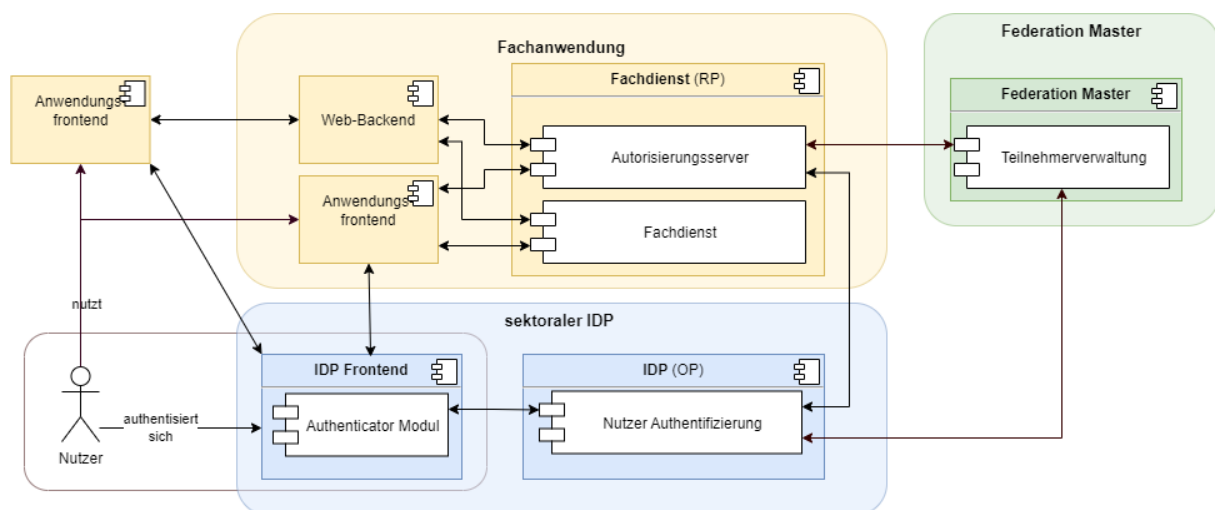 Fachanwendung
Federation Master
Anwendungs-
frontend
Web-Backend
Fachdienst (RP)
Federation Master
Autorisierungsserver
Teilnehmerverwaltung
Anwendungs-
frontend
Fachdienst
nutzt
sektoraler IDP
IDP Frontend
IDP (OP)
authentisiert
sich
Authenticator Modul
Nutzer Authentifizierung
Nutzer